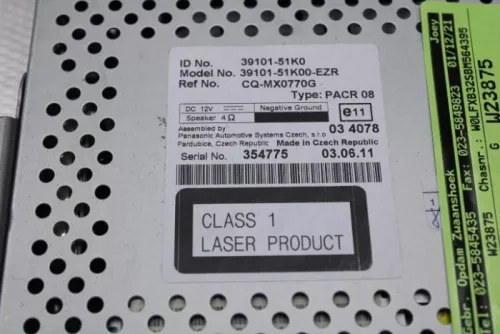 ID No. 39101-51K0
Model No. 39101-51K00-EZR
Ref No. CQ-MX0770G
Type: PACR 08
DC 12V Negative Ground
Speaker 4Ω
e11
03 4078
Assembled by
Panasonic Automotive Systems Czech, s.r.o
Pardubice, Czech Republic Made in Czech Republic
Serial No. 354775 03.06.11
CLASS 1
LASER PRODUCT
Gebr. Opdam Zwaanshoek
Tel: 023-5845435 Fax: 023-5849823
Joey
01/12/21
W23875 Chasnr.: W0LFXB32SBM564395
G W23875